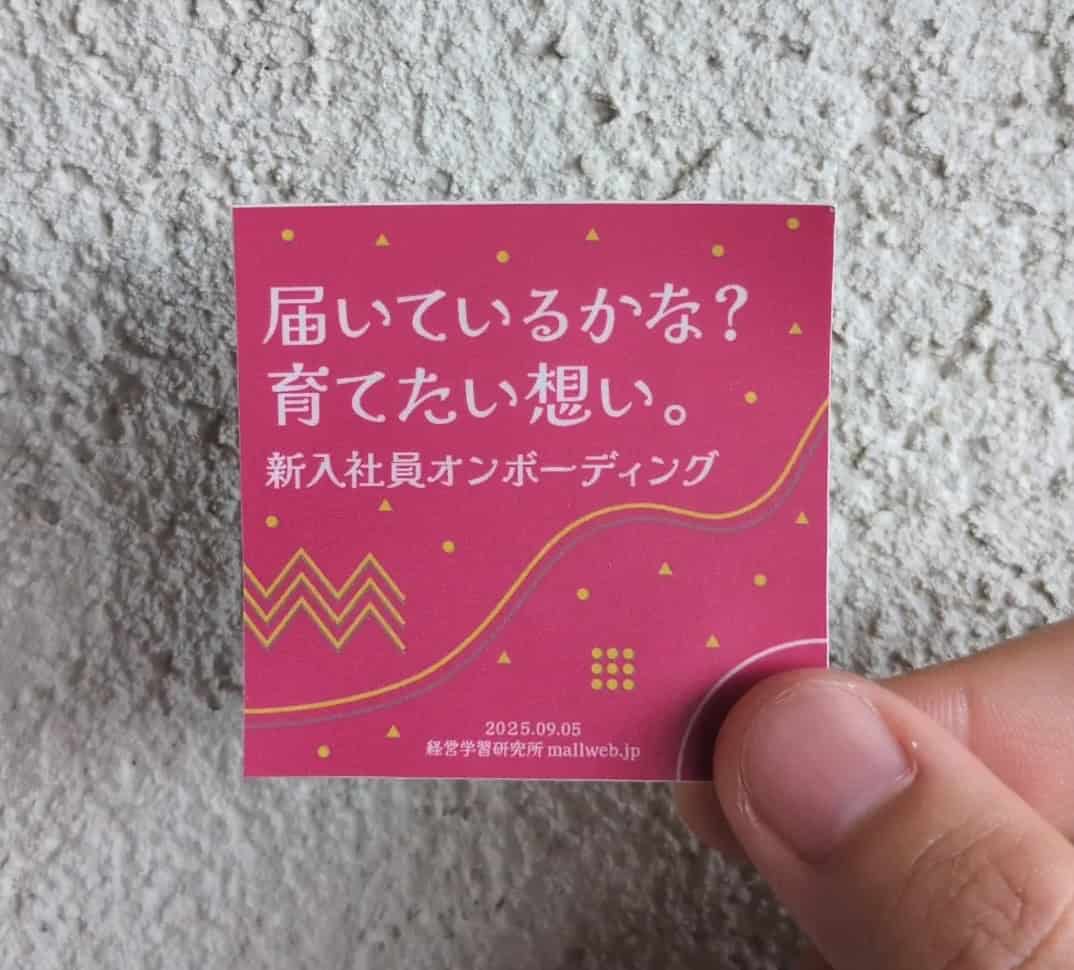 届いているかな？
育てたい想い。
新入社員オンボーディング
2025.09.05
経営学習研究所 mallweb.jp